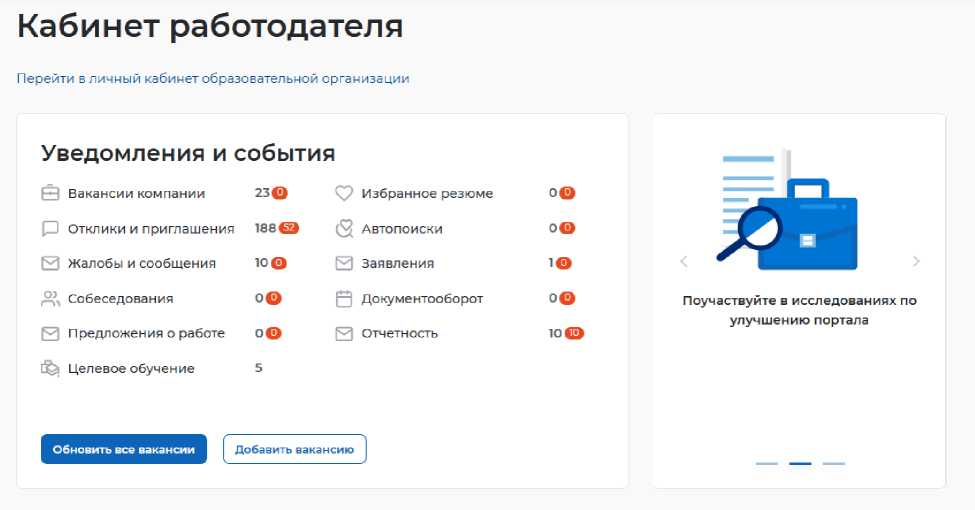 Кабинет работодателя
Перейти в личный кабинет образовательной организации
Уведомления и события
Вакансии компании 23 0
Избранное резюме 0 0
Отклики и приглашения 188 52
Автопоиски 0 0
Жалобы и сообщения 10 0
Заявления 1 0
Собеседования 0 0
Документооборот 0 0
Предложения о работе 0 0
Отчетность 10 10
Целевое обучение 5
Обновить все вакансии
Добавить вакансию
Поучаствуйте в исследованиях по
улучшению портала